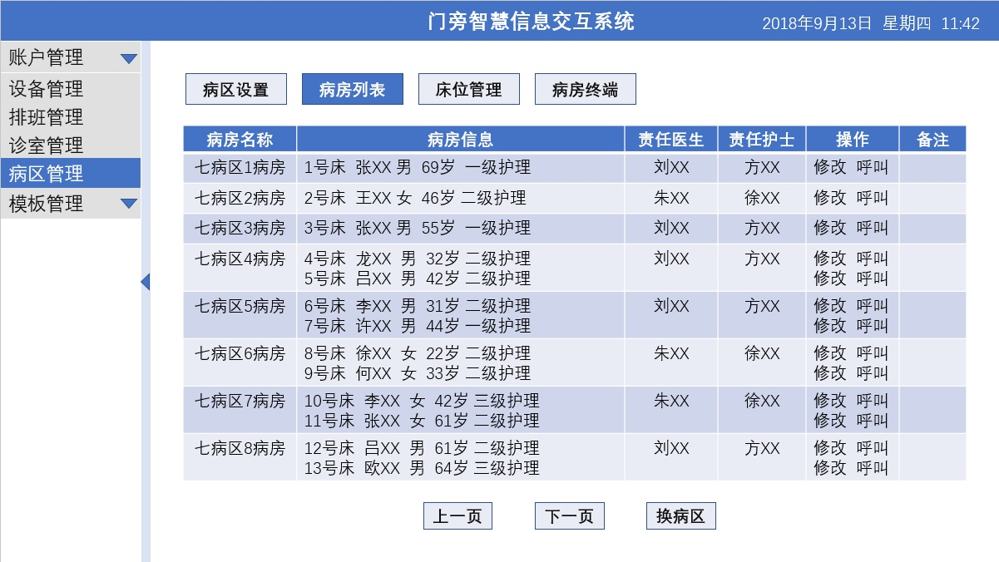 门旁智慧信息交互系统 2018年9月13日 星期四 11:42
账户管理
设备管理
排班管理
诊室管理
病区管理
模板管理
病区设置 病房列表 床位管理 病房终端
病房名称 病房信息 责任医生 责任护士 操作 备注
七病区1病房 1号床 张XX 男 69岁 一级护理 刘XX 方XX 修改 呼叫
七病区2病房 2号床 王XX 女 46岁 二级护理 朱XX 徐XX 修改 呼叫
七病区3病房 3号床 张XX 男 55岁 一级护理 刘XX 方XX 修改 呼叫
七病区4病房 4号床 龙XX 男 32岁 二级护理 刘XX 方XX 修改 呼叫
5号床 吕XX 男 42岁 二级护理 修改 呼叫
七病区5病房 6号床 李XX 男 31岁 二级护理 刘XX 方XX 修改 呼叫
7号床 许XX 男 44岁 一级护理 修改 呼叫
七病区6病房 8号床 徐XX 女 22岁 二级护理 朱XX 徐XX 修改 呼叫
9号床 何XX 女 33岁 二级护理 修改 呼叫
七病区7病房 10号床 李XX 女 42岁 三级护理 朱XX 徐XX 修改 呼叫
11号床 张XX 女 61岁 二级护理 修改 呼叫
七病区8病房 12号床 吕XX 男 61岁 二级护理 刘XX 方XX 修改 呼叫
13号床 欧XX 男 64岁 三级护理 修改 呼叫
上一页 下一页 换病区